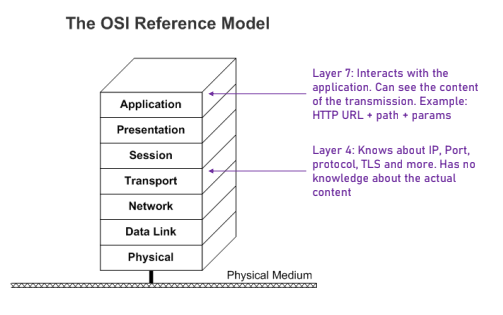 The OSI Reference Model
Application
Presentation
Session
Transport
Network
Data Link
Physical
Physical Medium
Layer 7: Interacts with the
application. Can see the content
of the transmission. Example:
HTTP URL + path + params
Layer 4: Knows about IP, Port,
protocol, TLS and more. Has no
knowledge about the actual
content